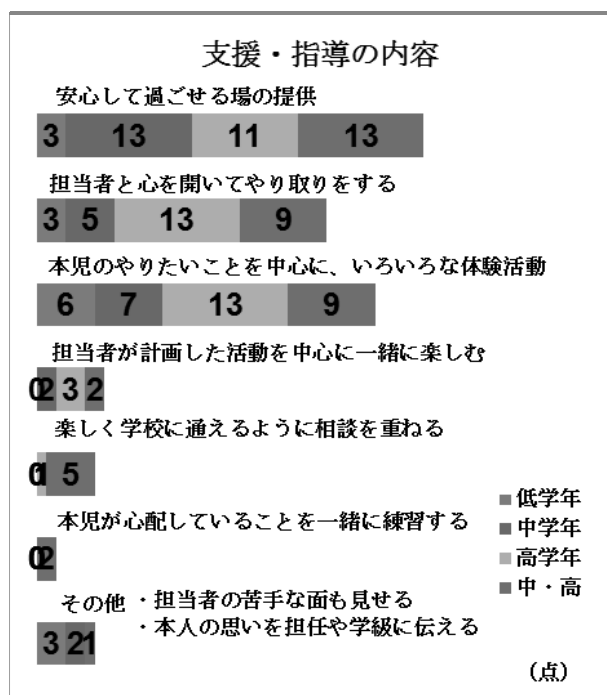 支援・指導の内容
安心して過ごせる場の提供
3 13 11 13
担当者と心を開いてやり取りをする
3 5 13 9
本児のやりたいことを中心に、いろいろな体験活動
6 7 13 9
担当者が計画した活動を中心に一緒に楽しむ
0 2 3 2
楽しく学校に通えるように相談を重ねる
0 1 5
本児が心配していることを一緒に練習する
0 2
その他 ・担当者の苦手な面も見せる
・本人の思いを担任や学級に伝える
3 2 1
低学年
中学年
高学年
中・高
(点)